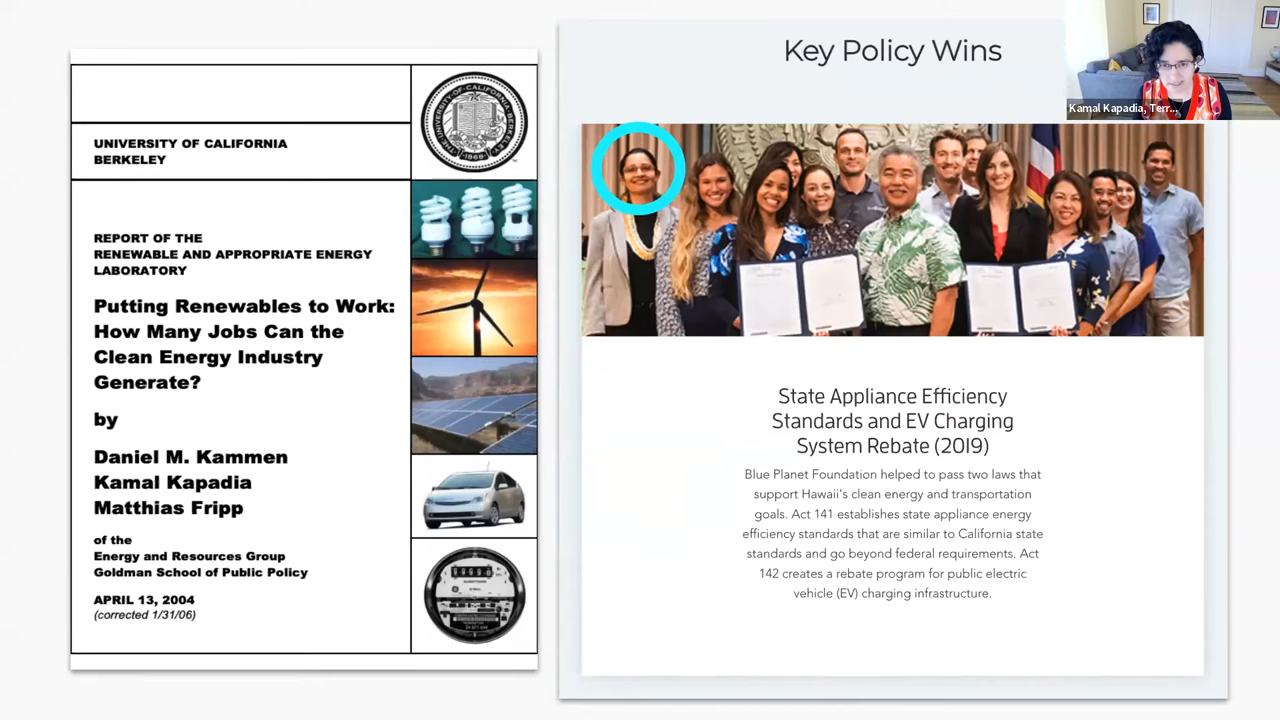 UNIVERSITY OF CALIFORNIA
BERKELEY
REPORT OF THE
RENEWABLE AND APPROPRIATE ENERGY
LABORATORY
Putting Renewables to Work:
How Many Jobs Can the
Clean Energy Industry
Generate?
by
Daniel M. Kammen
Kamal Kapadia
Matthias Fripp
of the
Energy and Resources Group
Goldman School of Public Policy
APRIL 13, 2004
(corrected 1/31/06)
Key Policy Wins
Kamal Kapadia, Terr...
State Appliance Efficiency
Standards and EV Charging
System Rebate (2019)
Blue Planet Foundation helped to pass two laws that
support Hawaii's clean energy and transportation
goals. Act 141 establishes state appliance energy
efficiency standards that are similar to California state
standards and go beyond federal requirements. Act
142 creates a rebate program for public electric
vehicle (EV) charging infrastructure.